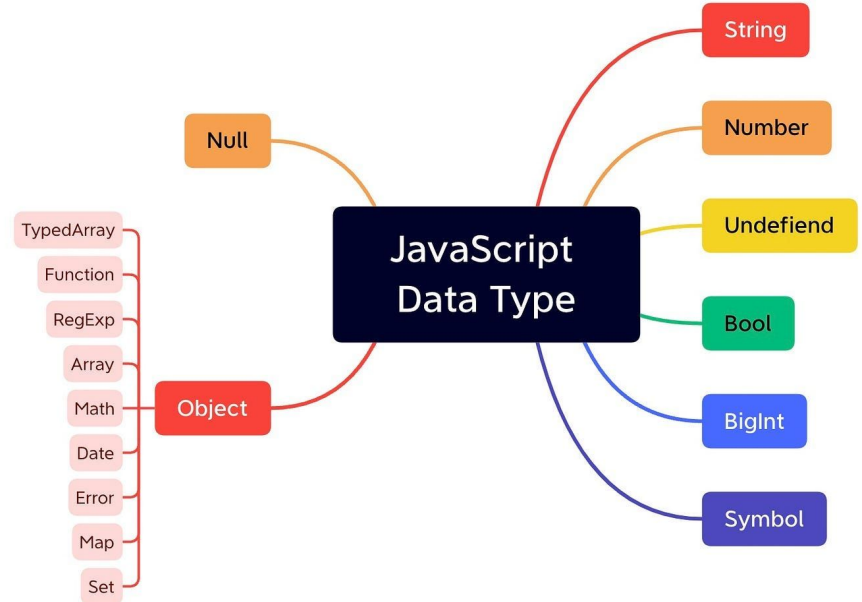 JavaScript
Data Type
String
Number
Undefiend
Bool
BigInt
Symbol
Null
Object
TypedArray
Function
RegExp
Array
Math
Date
Error
Map
Set